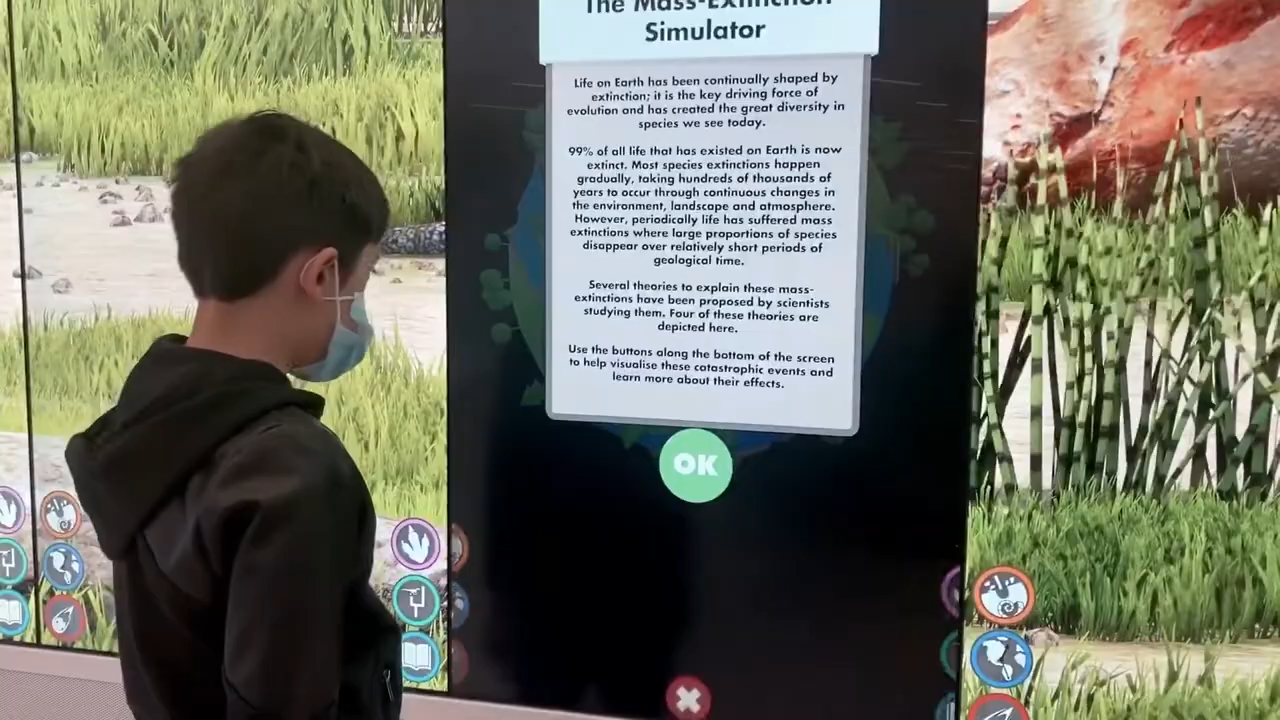 The Mass-Extinction
Simulator
Life on Earth has been continually shaped by
extinction; it is the key driving force of
evolution and has created the great diversity in
species we see today.
99% of all life that has existed on Earth is now
extinct. Most species extinctions happen
gradually, taking hundreds of thousands of
years to occur through continuous changes in
the environment, landscape and atmosphere.
However, periodically life has suffered mass
extinctions where large proportions of species
disappear over relatively short periods of
geological time.
Several theories to explain these mass-
extinctions have been proposed by scientists
studying them. Four of these theories are
depicted here.
Use the buttons along the bottom of the screen
to help visualise these catastrophic events and
learn more about their effects.
OK